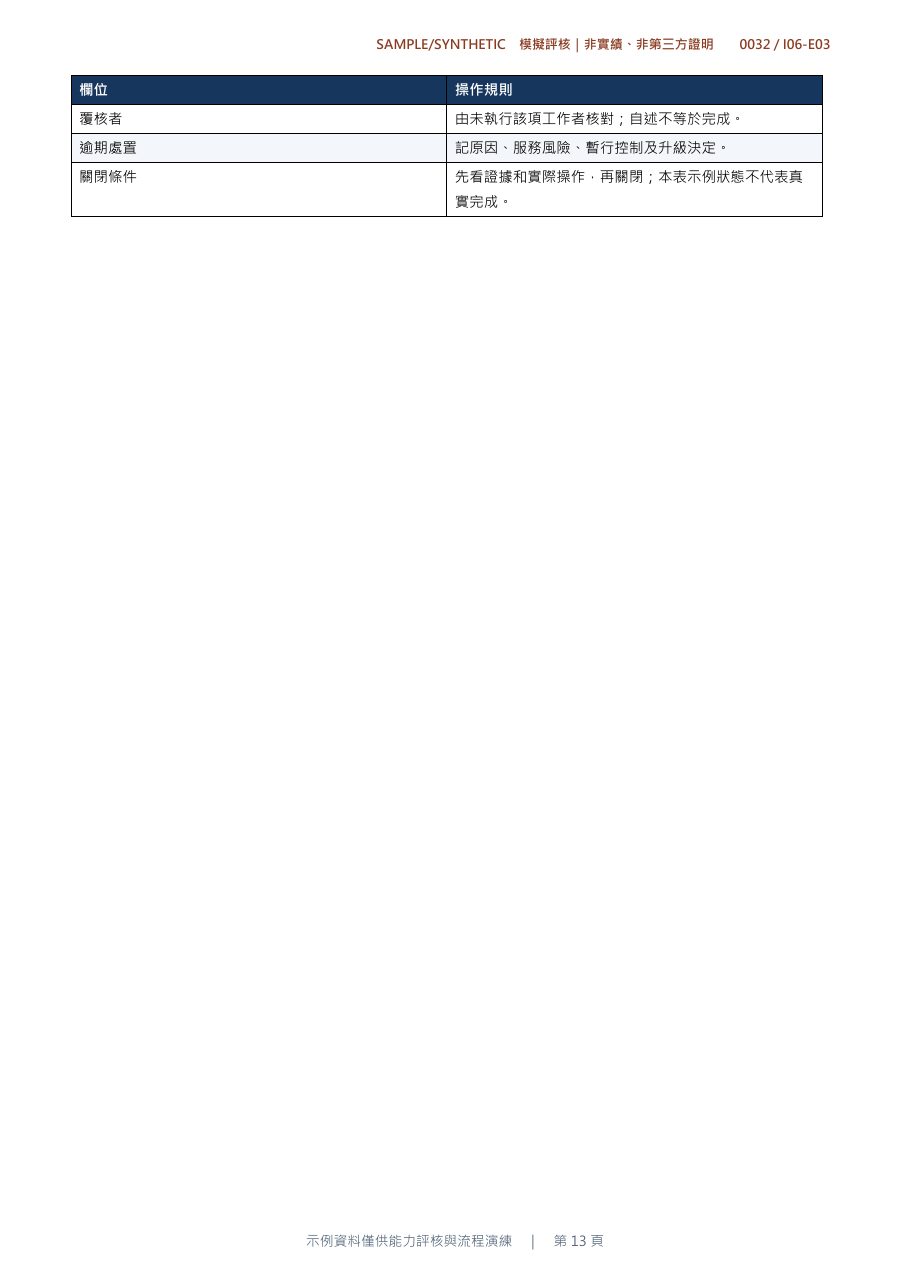 SAMPLE/SYNTHETIC 模擬評核｜非實績、非第三方證明 0032 / I06-E03
欄位 操作規則
覆核者 由未執行該項工作者核對；自述不等於完成。
逾期處置 記原因、服務風險、暫行控制及升級決定。
關閉條件 先看證據和實際操作，再關閉；本表示例狀態不代表真
實完成。
示例資料僅供能力評核與流程演練 ｜ 第 13 頁